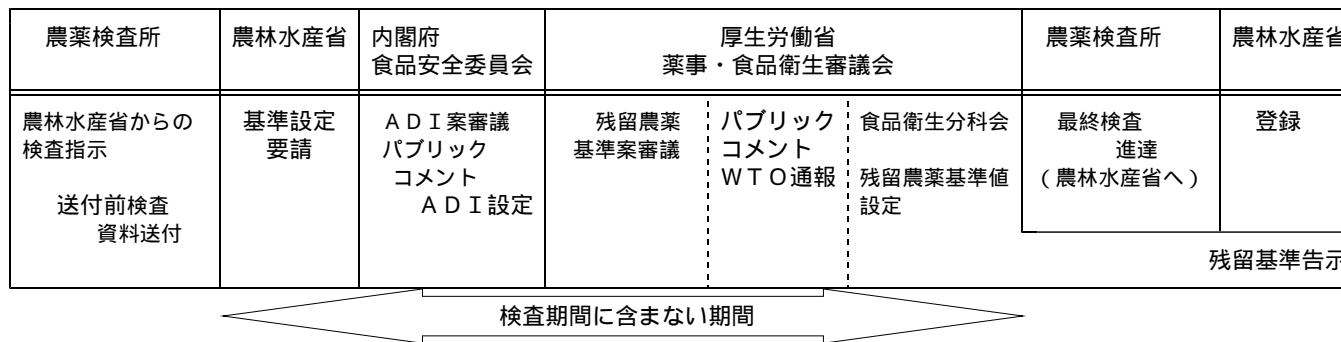 農薬検査所
農林水産省
内閣府
食品安全委員会
厚生労働省
薬事・食品衛生審議会
農薬検査所
農林水産省
農林水産省からの
検査指示
送付前検査
資料送付
基準設定
要請
ＡＤＩ案審議
パブリック
コメント
ＡＤＩ設定
残留農薬
基準案審議
パブリック
コメント
ＷＴＯ通報
食品衛生分科会
残留農薬基準値
設定
最終検査
進達
（農林水産省へ）
登録
残留基準告示
検査期間に含まない期間